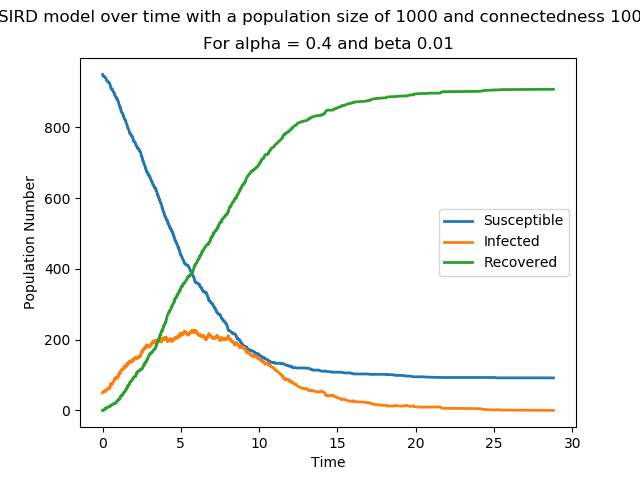 SIRD model over time with a population size of 1000 and connectedness 100
For alpha = 0.4 and beta 0.01
Population Number
800
600
400
200
0
Susceptible
Infected
Recovered
0 5 10 15 20 25 30
Time